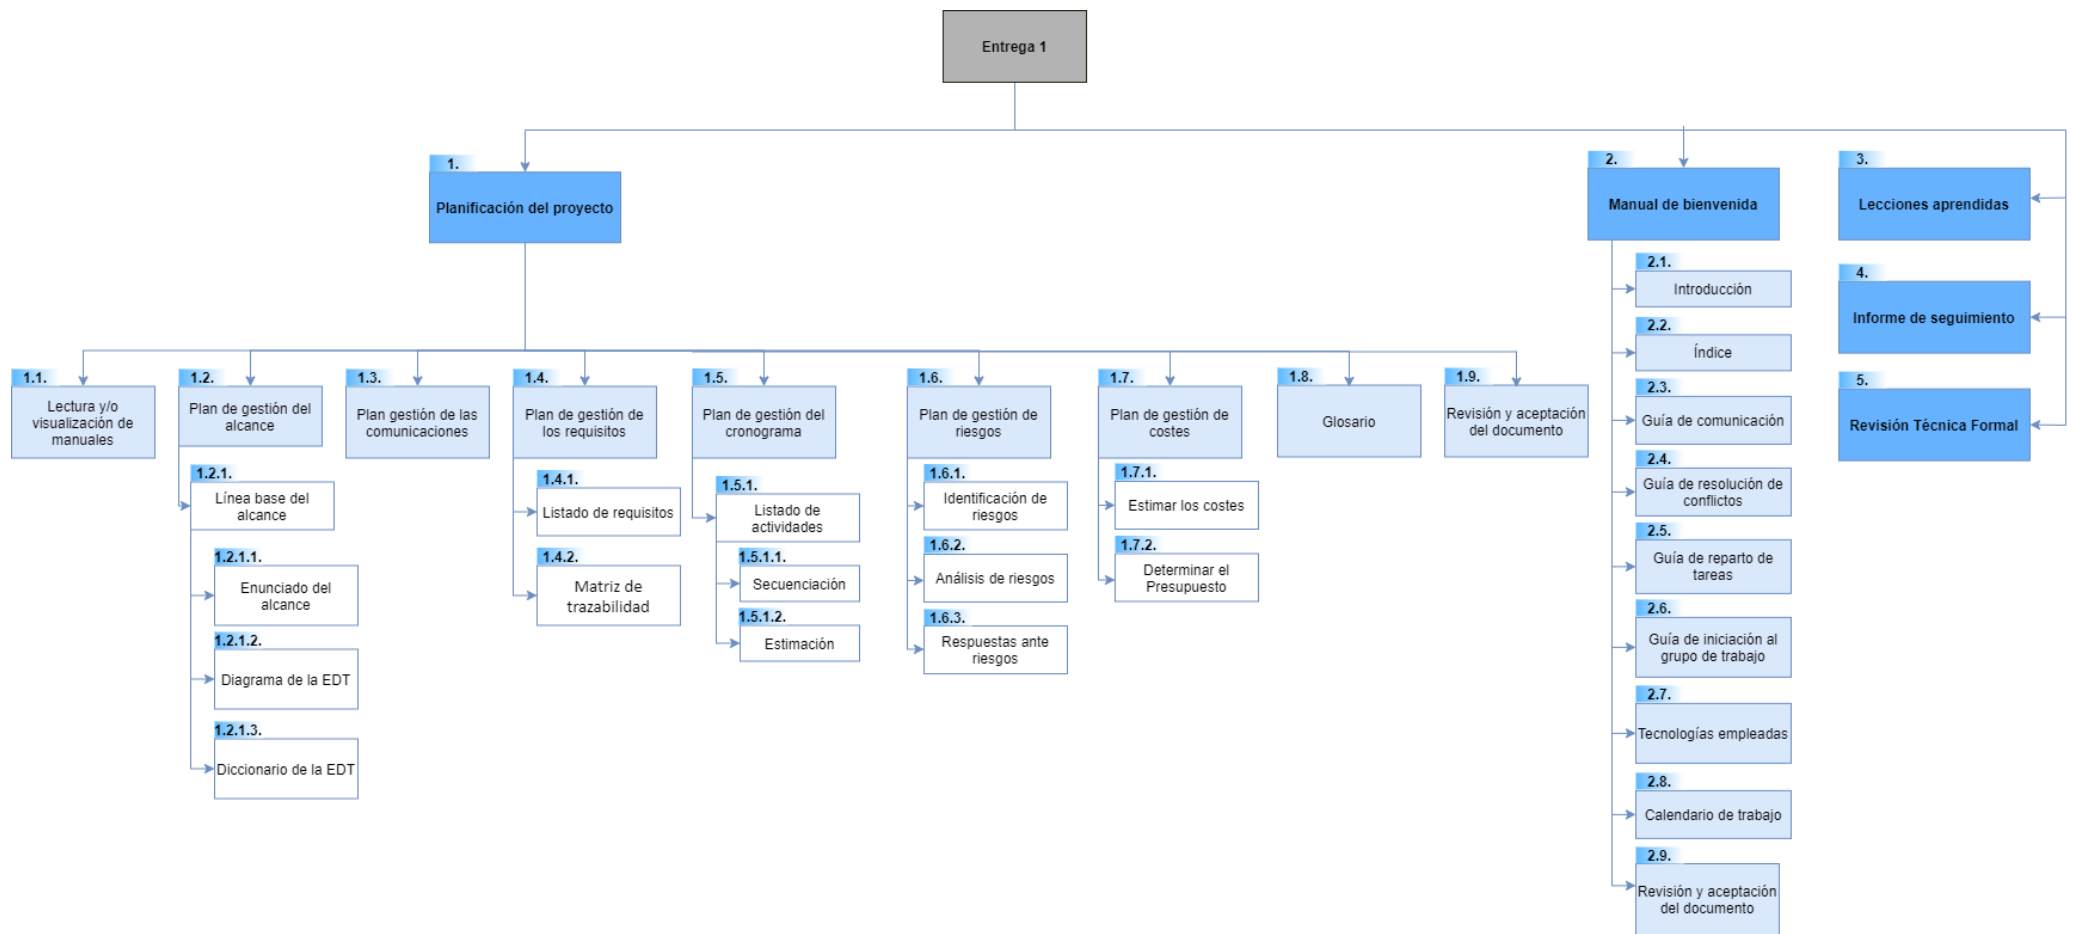 Entrega 1
1.
Planificación del proyecto
2.
Manual de bienvenida
3.
Lecciones aprendidas
4.
Informe de seguimiento
5.
Revisión Técnica Formal
1.1.
Lectura y/o
visualización de
manuales
1.2.
Plan de gestión del
alcance
1.2.1.
Línea base del
alcance
1.2.1.1.
Enunciado del
alcance
1.2.1.2.
Diagrama de la EDT
1.2.1.3.
Diccionario de la EDT
1.3.
Plan gestión de las
comunicaciones
1.4.
Plan de gestión de
los requisitos
1.4.1.
Listado de requisitos
1.4.2.
Matriz de
trazabilidad
1.5.
Plan de gestión del
cronograma
1.5.1.
Listado de
actividades
1.5.1.1.
Secuenciación
1.5.1.2.
Estimación
1.6.
Plan de gestión de
riesgos
1.6.1.
Identificación de
riesgos
1.6.2.
Análisis de riesgos
1.6.3.
Respuestas ante
riesgos
1.7.
Plan de gestión de
costes
1.7.1.
Estimar los costes
1.7.2.
Determinar el
Presupuesto
1.8.
Glosario
1.9.
Revisión y aceptación
del documento
2.1.
Introducción
2.2.
Índice
2.3.
Guía de comunicación
2.4.
Guía de resolución de
conflictos
2.5.
Guía de reparto de
tareas
2.6.
Guía de iniciación al
grupo de trabajo
2.7.
Tecnologías empleadas
2.8.
Calendario de trabajo
2.9.
Revisión y aceptación
del documento